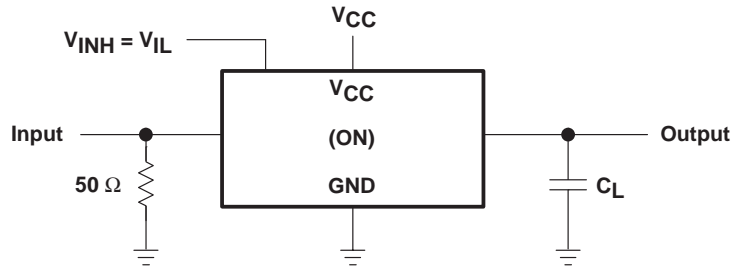 VCC
VINH = VIL
VCC
Input
(ON)
Output
50 Ω
GND
CL